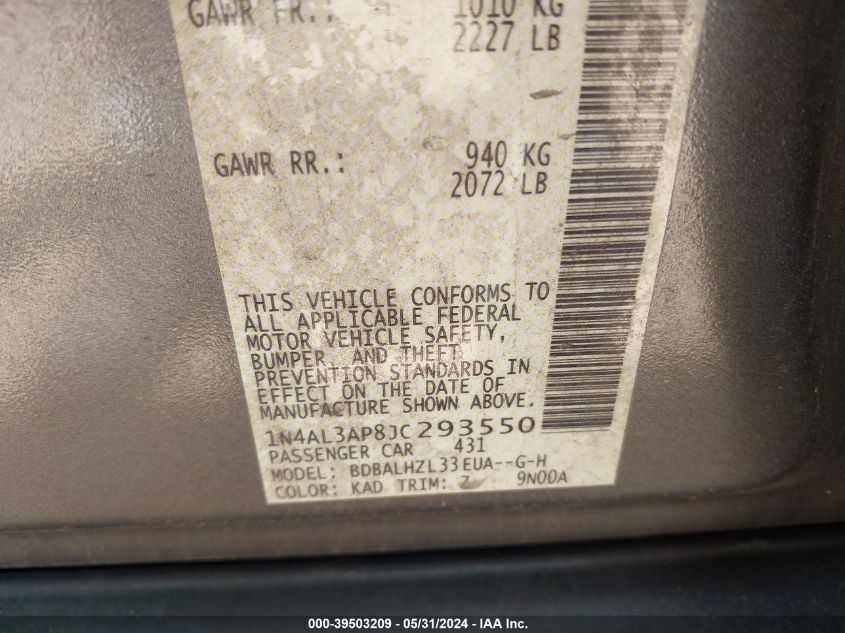 GAWR FR.: 1010 KG
2227 LB
GAWR RR.: 940 KG
2072 LB
THIS VEHICLE CONFORMS TO
ALL APPLICABLE FEDERAL
MOTOR VEHICLE SAFETY,
BUMPER, AND THEFT
PREVENTION STANDARDS IN
EFFECT ON THE DATE OF
MANUFACTURE SHOWN ABOVE.
1N4AL3AP8JC293550
PASSENGER CAR 431
MODEL: BDBALHZL33EUA--G-H
COLOR: KAD TRIM: Z 9N00A
000-39503209 - 05/31/2024 - IAA Inc.